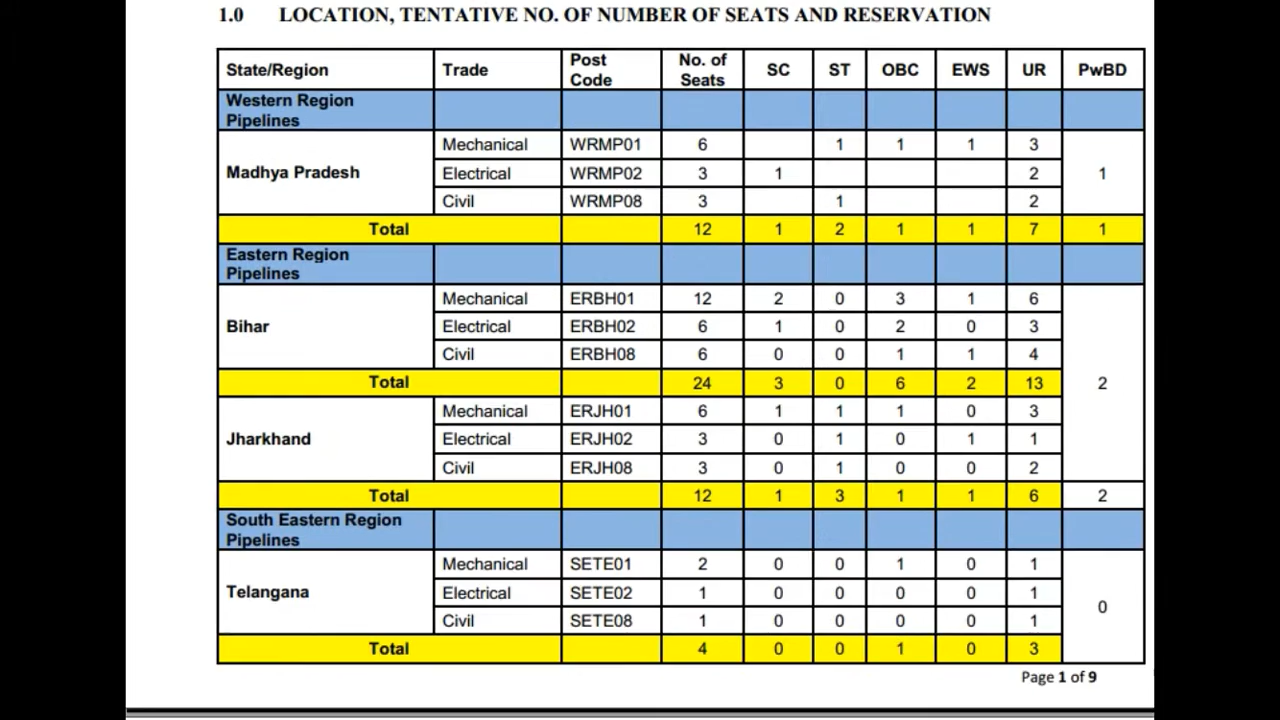 1.0 LOCATION, TENTATIVE NO. OF NUMBER OF SEATS AND RESERVATION
State/Region Trade Post Code No. of Seats SC ST OBC EWS UR PwBD
Western Region Pipelines
Madhya Pradesh Mechanical WRMP01 6 1 1 1 3 1
Electrical WRMP02 3 1 2
Civil WRMP08 3 1 2
Total 12 1 2 1 1 7 1
Eastern Region Pipelines
Bihar Mechanical ERBH01 12 2 0 3 1 6 2
Electrical ERBH02 6 1 0 2 0 3
Civil ERBH08 6 0 0 1 1 4
Total 24 3 0 6 2 13
Jharkhand Mechanical ERJH01 6 1 1 1 0 3
Electrical ERJH02 3 0 1 0 1 1
Civil ERJH08 3 0 1 0 0 2
Total 12 1 3 1 1 6 2
South Eastern Region Pipelines
Telangana Mechanical SETE01 2 0 0 1 0 1 0
Electrical SETE02 1 0 0 0 0 1
Civil SETE08 1 0 0 0 0 1
Total 4 0 0 1 0 3
Page 1 of 9